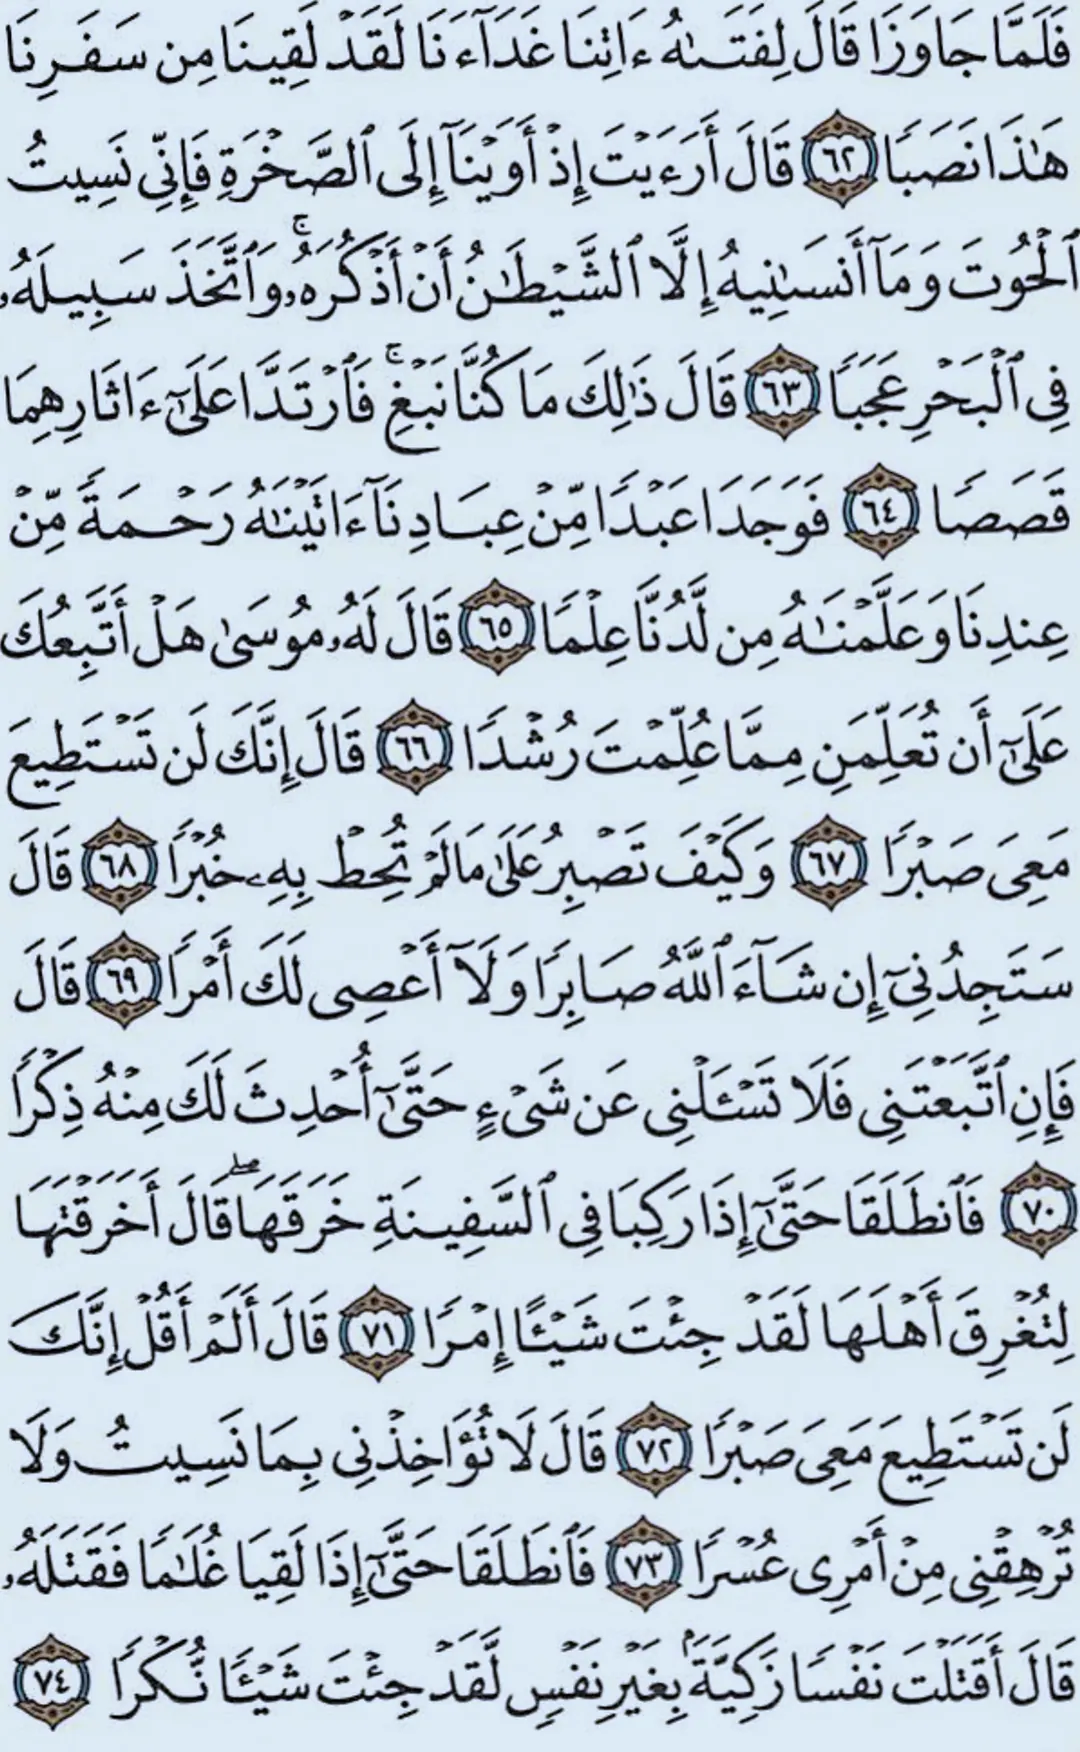 فَلَمَّا جَاوَزَا قَالَ لِفَتَىٰهُ ءَاتِنَا غَدَآءَنَا لَقَدۡ لَقِينَا مِن سَفَرِنَا
هَٰذَا نَصَبٗا ٦٢ قَالَ أَرَءَيۡتَ إِذۡ أَوَيۡنَآ إِلَى ٱلصَّخۡرَةِ فَإِنِّي نَسِيتُ
ٱلۡحُوتَ وَمَآ أَنسَىٰنِيهُ إِلَّا ٱلشَّيۡطَٰنُ أَنۡ أَذۡكُرَهُۥۚ وَٱتَّخَذَ سَبِيلَهُۥ
فِي ٱلۡبَحۡرِ عَجَبٗا ٦٣ قَالَ ذَٰلِكَ مَا كُنَّا نَبۡغِۚ فَٱرۡتَدَّا عَلَىٰٓ ءَاثَارِهِمَا
قَصَصٗا ٦٤ فَوَجَدَا عَبۡدٗا مِّنۡ عِبَادِنَآ ءَاتَيۡنَٰهُ رَحۡمَةٗ مِّنۡ
عِندِنَا وَعَلَّمۡنَٰهُ مِن لَّدُنَّا عِلۡمٗا ٦٥ قَالَ لَهُۥ مُوسَىٰ هَلۡ أَتَّبِعُكَ
عَلَىٰٓ أَن تُعَلِّمَنِ مِمَّا عُلِّمۡتَ رُشۡدٗا ٦٦ قَالَ إِنَّكَ لَن تَسۡتَطِيعَ
مَعِيَ صَبۡرٗا ٦٧ وَكَيۡفَ تَصۡبِرُ عَلَىٰ مَا لَمۡ تُحِطۡ بِهِۦ خُبۡرٗا ٦٨ قَالَ
سَتَجِدُنِيٓ إِن شَآءَ ٱللَّهُ صَابِرٗا وَلَآ أَعۡصِي لَكَ أَمۡرٗا ٦٩ قَالَ
فَإِنِ ٱتَّبَعۡتَنِي فَلَا تَسۡـَٔلۡنِي عَن شَيۡءٍ حَتَّىٰٓ أُحۡدِثَ لَكَ مِنۡهُ ذِكۡرٗا
٧٠ فَٱنطَلَقَا حَتَّىٰٓ إِذَا رَكِبَا فِي ٱلسَّفِينَةِ خَرَقَهَاۖ قَالَ أَخَرَقۡتَهَا
لِتُغۡرِقَ أَهۡلَهَا لَقَدۡ جِئۡتَ شَيۡـًٔا إِمۡرٗا ٧١ قَالَ أَلَمۡ أَقُلۡ إِنَّكَ
لَن تَسۡتَطِيعَ مَعِيَ صَبۡرٗا ٧٢ قَالَ لَا تُؤَاخِذۡنِي بِمَا نَسِيتُ وَلَا
تُرۡهِقۡنِي مِنۡ أَمۡرِي عُسۡرٗا ٧٣ فَٱنطَلَقَا حَتَّىٰٓ إِذَا لَقِيَا غُلَٰمٗا فَقَتَلَهُۥ
قَالَ أَقَتَلۡتَ نَفۡسٗا زَكِيَّةَۢ بِغَيۡرِ نَفۡسٖ لَّقَدۡ جِئۡتَ شَيۡـٔٗا نُّكۡرٗا ٧٤